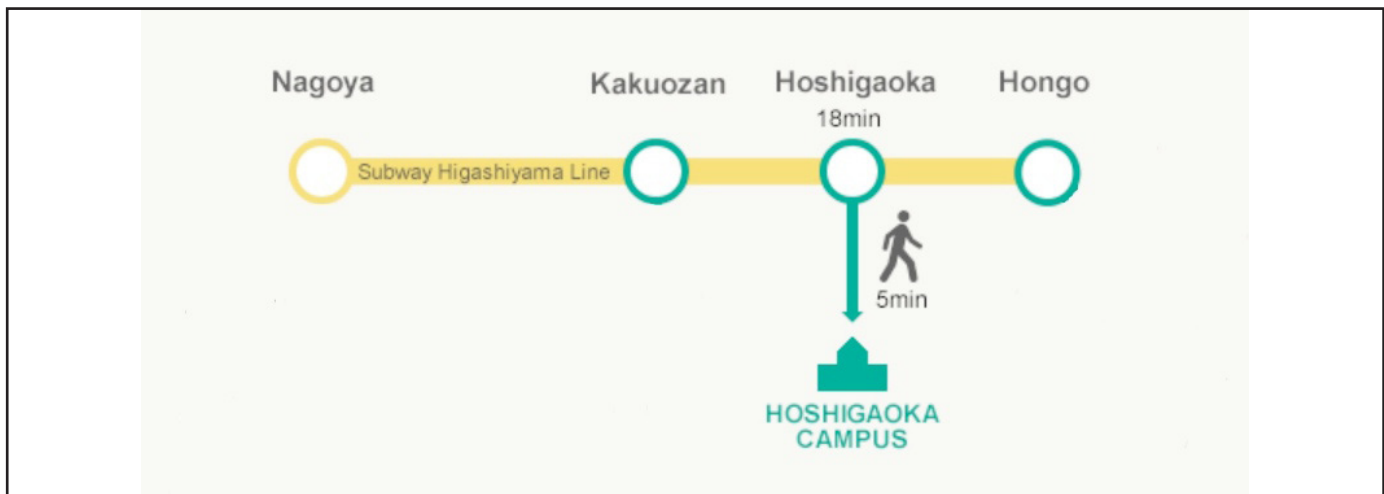 Nagoya
Kakuozan
Hoshigaoka
Hongo
18min
Subway Higashiyama Line
5min
HOSHIGAOKA
CAMPUS